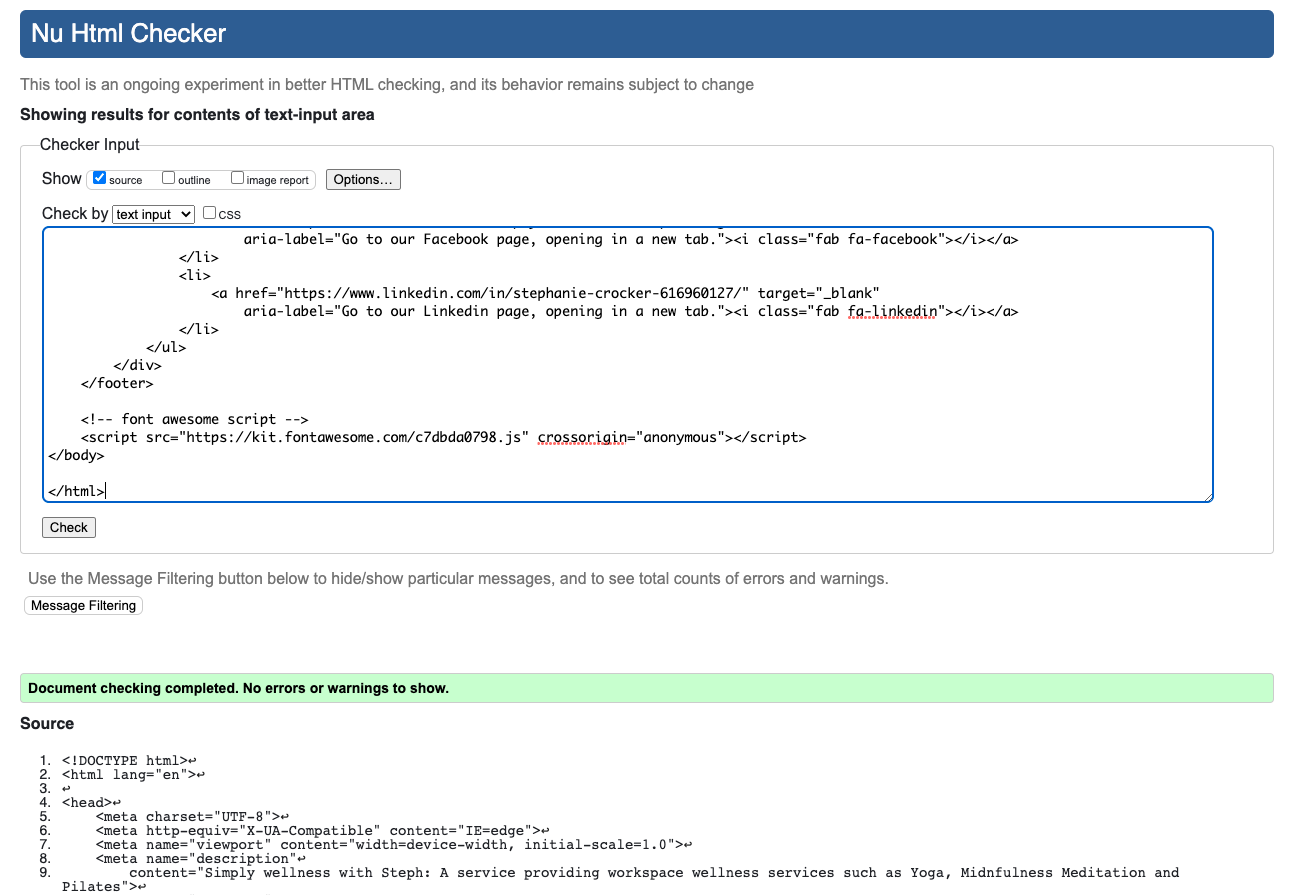 Nu Html Checker
This tool is an ongoing experiment in better HTML checking, and its behavior remains subject to change
Showing results for contents of text-input area
Checker Input
Show source outline image report Options...
Check by text input css
aria-label="Go to our Facebook page, opening in a new tab."><i class="fab fa-facebook"></i></a>
</li>
<li>
<a href="https://www.linkedin.com/in/stephanie-crocker-616960127/" target="_blank"
aria-label="Go to our Linkedin page, opening in a new tab."><i class="fab fa-linkedin"></i></a>
</li>
</ul>
</div>
</footer>
<!-- font awesome script -->
<script src="https://kit.fontawesome.com/c7dbda0798.js" crossorigin="anonymous"></script>
</body>
</html>
Check
Use the Message Filtering button below to hide/show particular messages, and to see total counts of errors and warnings.
Message Filtering
Document checking completed. No errors or warnings to show.
Source
1. <!DOCTYPE html>↩
2. <html lang="en">↩
3. ↩
4. <head>↩
5. <meta charset="UTF-8">↩
6. <meta http-equiv="X-UA-Compatible" content="IE=edge">↩
7. <meta name="viewport" content="width=device-width, initial-scale=1.0">↩
8. <meta name="description"↩
9. content="Simply wellness with Steph: A service providing workspace wellness services such as Yoga, Midnfulness Meditation and
Pilates">↩